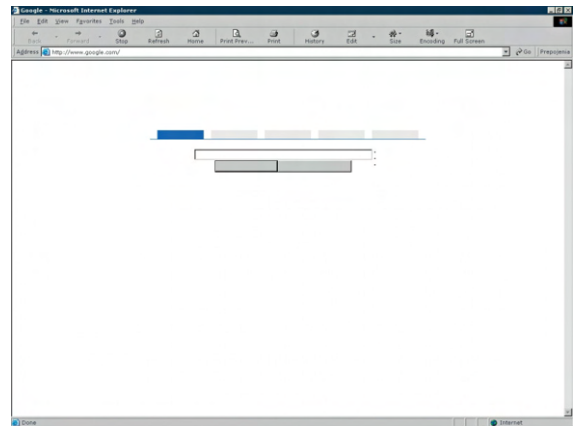 Google - Microsoft Internet Explorer
File Edit View Favorites Tools Help
Back Forward Stop Refresh Home Print Prev... Print History Edit Size Encoding Full Screen
Address http://www.google.com/ Go Prepojenia
Done Internet